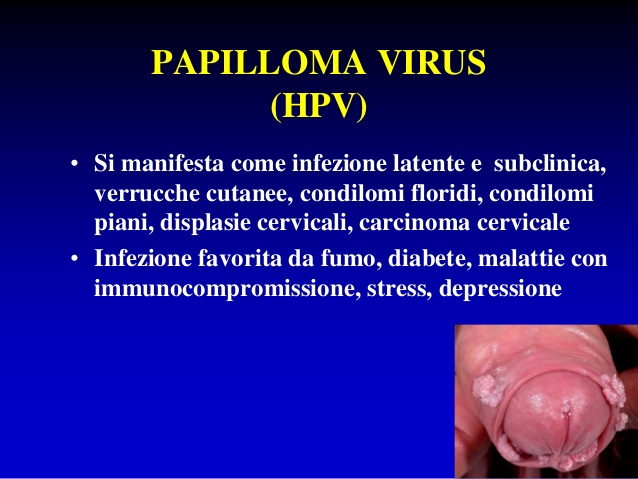 PAPILLOMA VIRUS
(HPV)
• Si manifesta come infezione latente e subclinica,
verrucche cutanee, condilomi floridi, condilomi
piani, displasie cervicali, carcinoma cervicale
• Infezione favorita da fumo, diabete, malattie con
immunocompromissione, stress, depressione